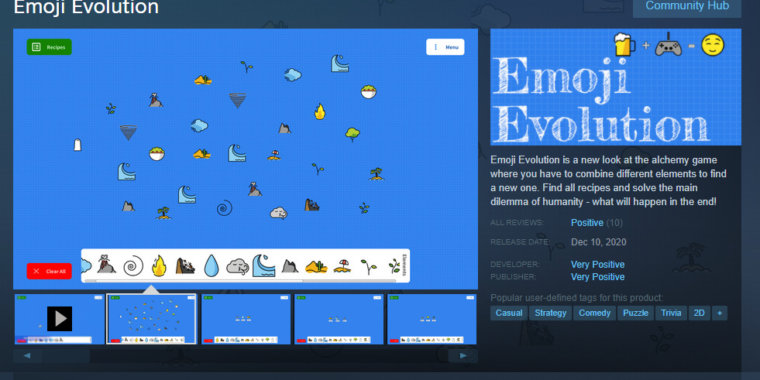 Emoji Evolution
Community Hub
Recipes
Menu
Clear All
Elements
Emoji
Evolution
Emoji Evolution is a new look at the alchemy game
where you have to combine different elements to find
a new one. Find all recipes and solve the main
dilemma of humanity - what will happen in the end!
ALL REVIEWS: Positive (10)
RELEASE DATE: Dec 10, 2020
DEVELOPER: Very Positive
PUBLISHER: Very Positive
Popular user-defined tags for this product:
Casual Strategy Comedy Puzzle Trivia 2D +